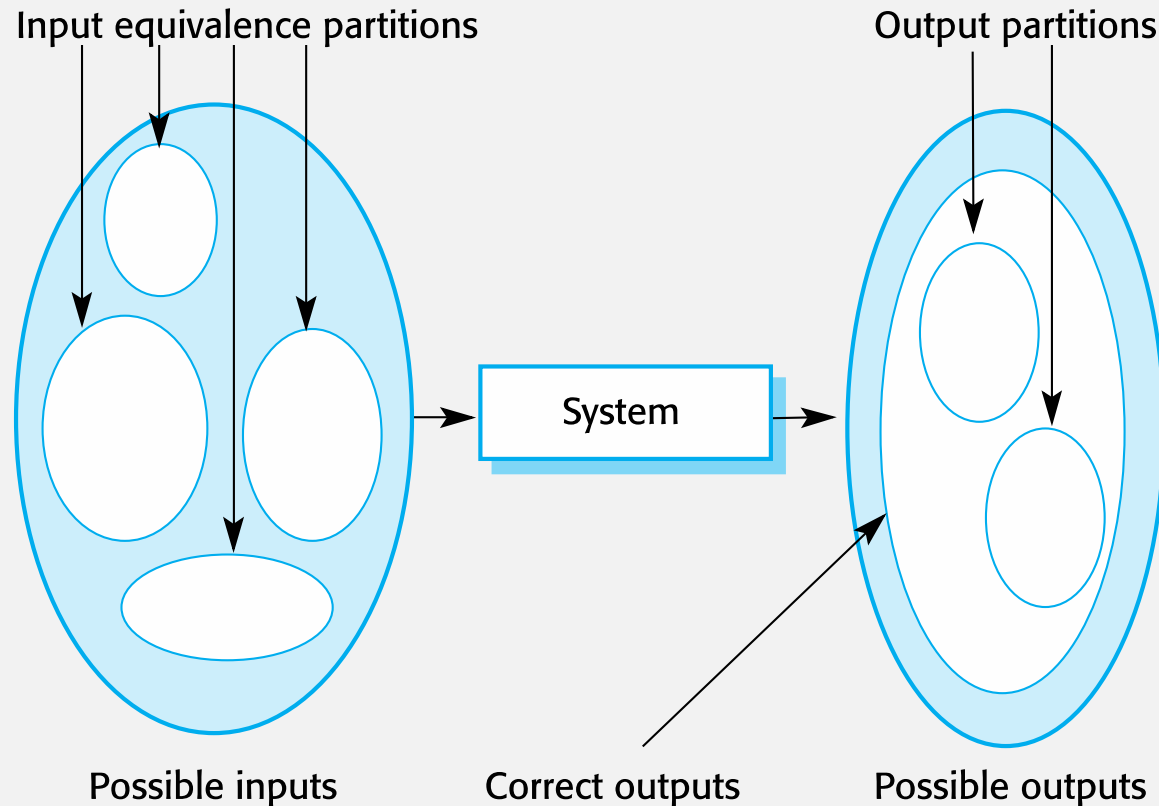 Input equivalence partitions
Output partitions
System
Possible inputs
Correct outputs
Possible outputs